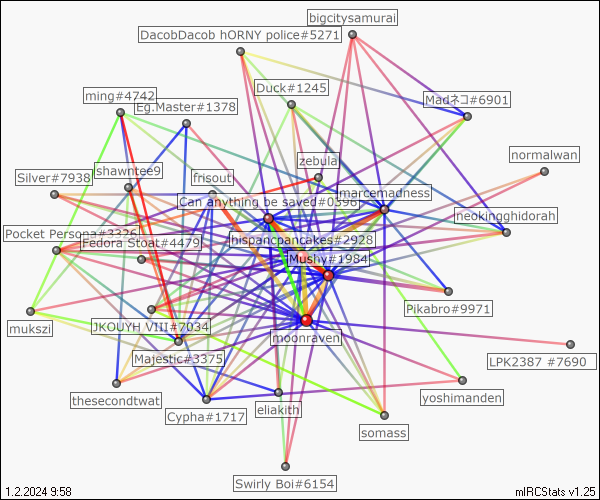 bigcitysamurai
DacobDacob hORNY police#5271
Duck#1245
ming#4742
Eg.Master#1378
Madネコ#6901
zebula
normalwan
shawntee9
Silver#7938
frisout
marcemadness
Can anything be saved#0396
neokingghidorah
Pocket Persona#3326
Fedora Stoat#4479
hispancpancakes#2928
Mushy#1984
Pikabro#9971
mukszi
JKOUYH VIII#7034
moonraven
Majestic#3375
LPK2387 #7690
thesecondtwat
Cypha#1717
eliakith
yoshimanden
somass
Swirly Boi#6154
1.2.2024 9:58
mIRCStats v1.25